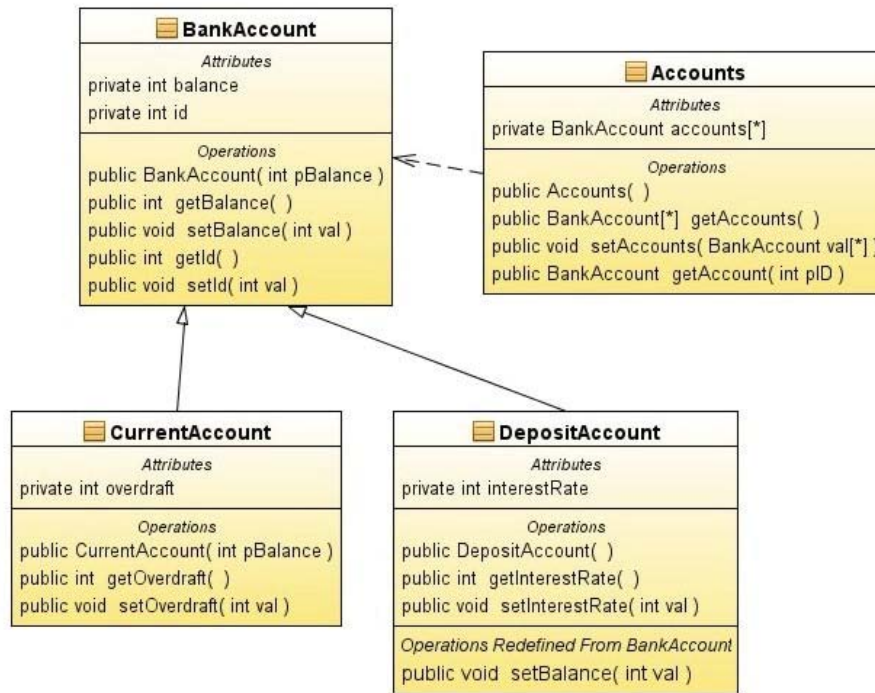 BankAccount
Attributes
private int balance
private int id
Operations
public BankAccount( int pBalance )
public int getBalance( )
public void setBalance( int val )
public int getId( )
public void setId( int val )
Accounts
Attributes
private BankAccount accounts[*]
Operations
public Accounts( )
public BankAccount[*] getAccounts( )
public void setAccounts( BankAccount val[*] )
public BankAccount getAccount( int pID )
CurrentAccount
Attributes
private int overdraft
Operations
public CurrentAccount( int pBalance )
public int getOverdraft( )
public void setOverdraft( int val )
DepositAccount
Attributes
private int interestRate
Operations
public DepositAccount( )
public int getInterestRate( )
public void setInterestRate( int val )
Operations Redefined From BankAccount
public void setBalance( int val )